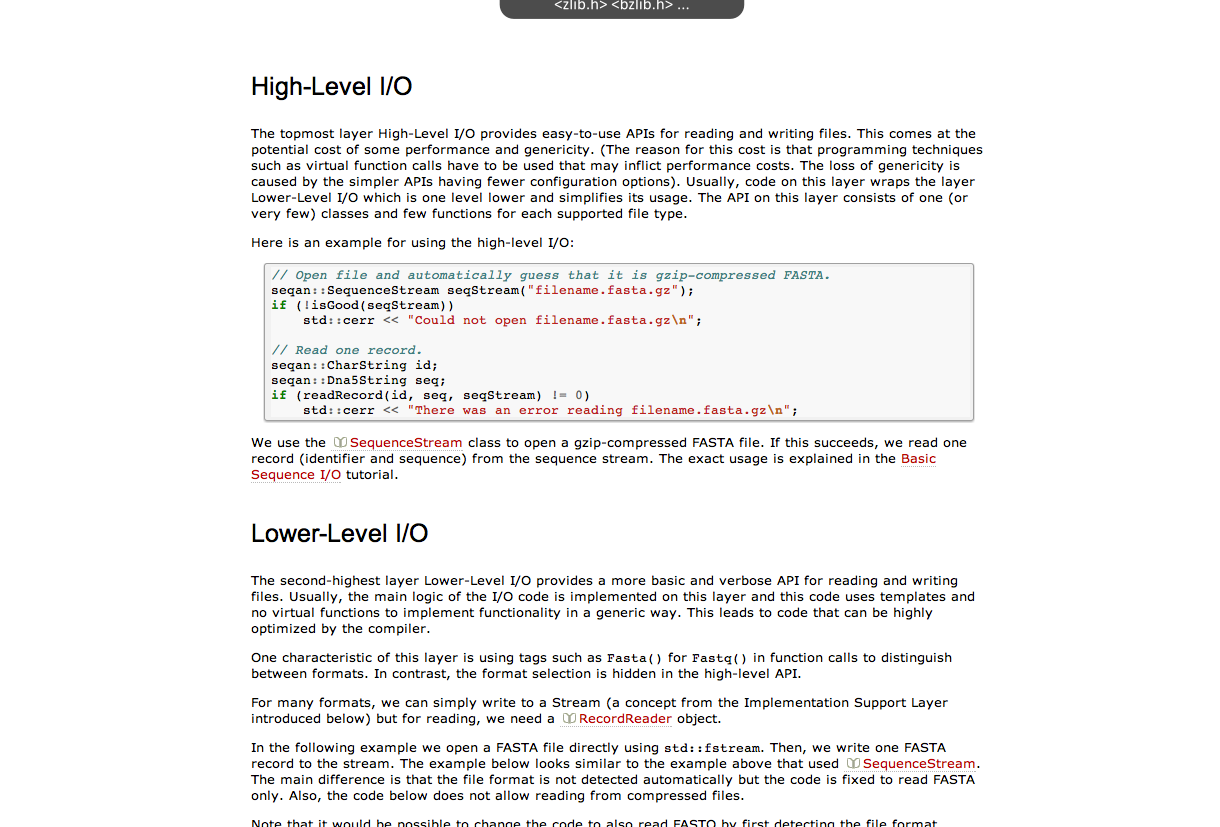 <zlib.h> <bzlib.h> ...
High-Level I/O
The topmost layer High-Level I/O provides easy-to-use APIs for reading and writing files. This comes at the
potential cost of some performance and genericity. (The reason for this cost is that programming techniques
such as virtual function calls have to be used that may inflict performance costs. The loss of genericity is
caused by the simpler APIs having fewer configuration options). Usually, code on this layer wraps the layer
Lower-Level I/O which is one level lower and simplifies its usage. The API on this layer consists of one (or
very few) classes and few functions for each supported file type.
Here is an example for using the high-level I/O:
// Open file and automatically guess that it is gzip-compressed FASTA.
seqan::SequenceStream seqStream("filename.fasta.gz");
if (!isGood(seqStream))
    std::cerr << "Could not open filename.fasta.gz\n";
// Read one record.
seqan::CharString id;
seqan::Dna5String seq;
if (readRecord(id, seq, seqStream) != 0)
    std::cerr << "There was an error reading filename.fasta.gz\n";
We use the SequenceStream class to open a gzip-compressed FASTA file. If this succeeds, we read one
record (identifier and sequence) from the sequence stream. The exact usage is explained in the Basic
Sequence I/O tutorial.
Lower-Level I/O
The second-highest layer Lower-Level I/O provides a more basic and verbose API for reading and writing
files. Usually, the main logic of the I/O code is implemented on this layer and this code uses templates and
no virtual functions to implement functionality in a generic way. This leads to code that can be highly
optimized by the compiler.
One characteristic of this layer is using tags such as Fasta() for Fastq() in function calls to distinguish
between formats. In contrast, the format selection is hidden in the high-level API.
For many formats, we can simply write to a Stream (a concept from the Implementation Support Layer
introduced below) but for reading, we need a RecordReader object.
In the following example we open a FASTA file directly using std::fstream. Then, we write one FASTA
record to the stream. The example below looks similar to the example above that used SequenceStream.
The main difference is that the file format is not detected automatically but the code is fixed to read FASTA
only. Also, the code below does not allow reading from compressed files.
Note that it would be possible to change the code to also read FASTQ by first detecting the file format